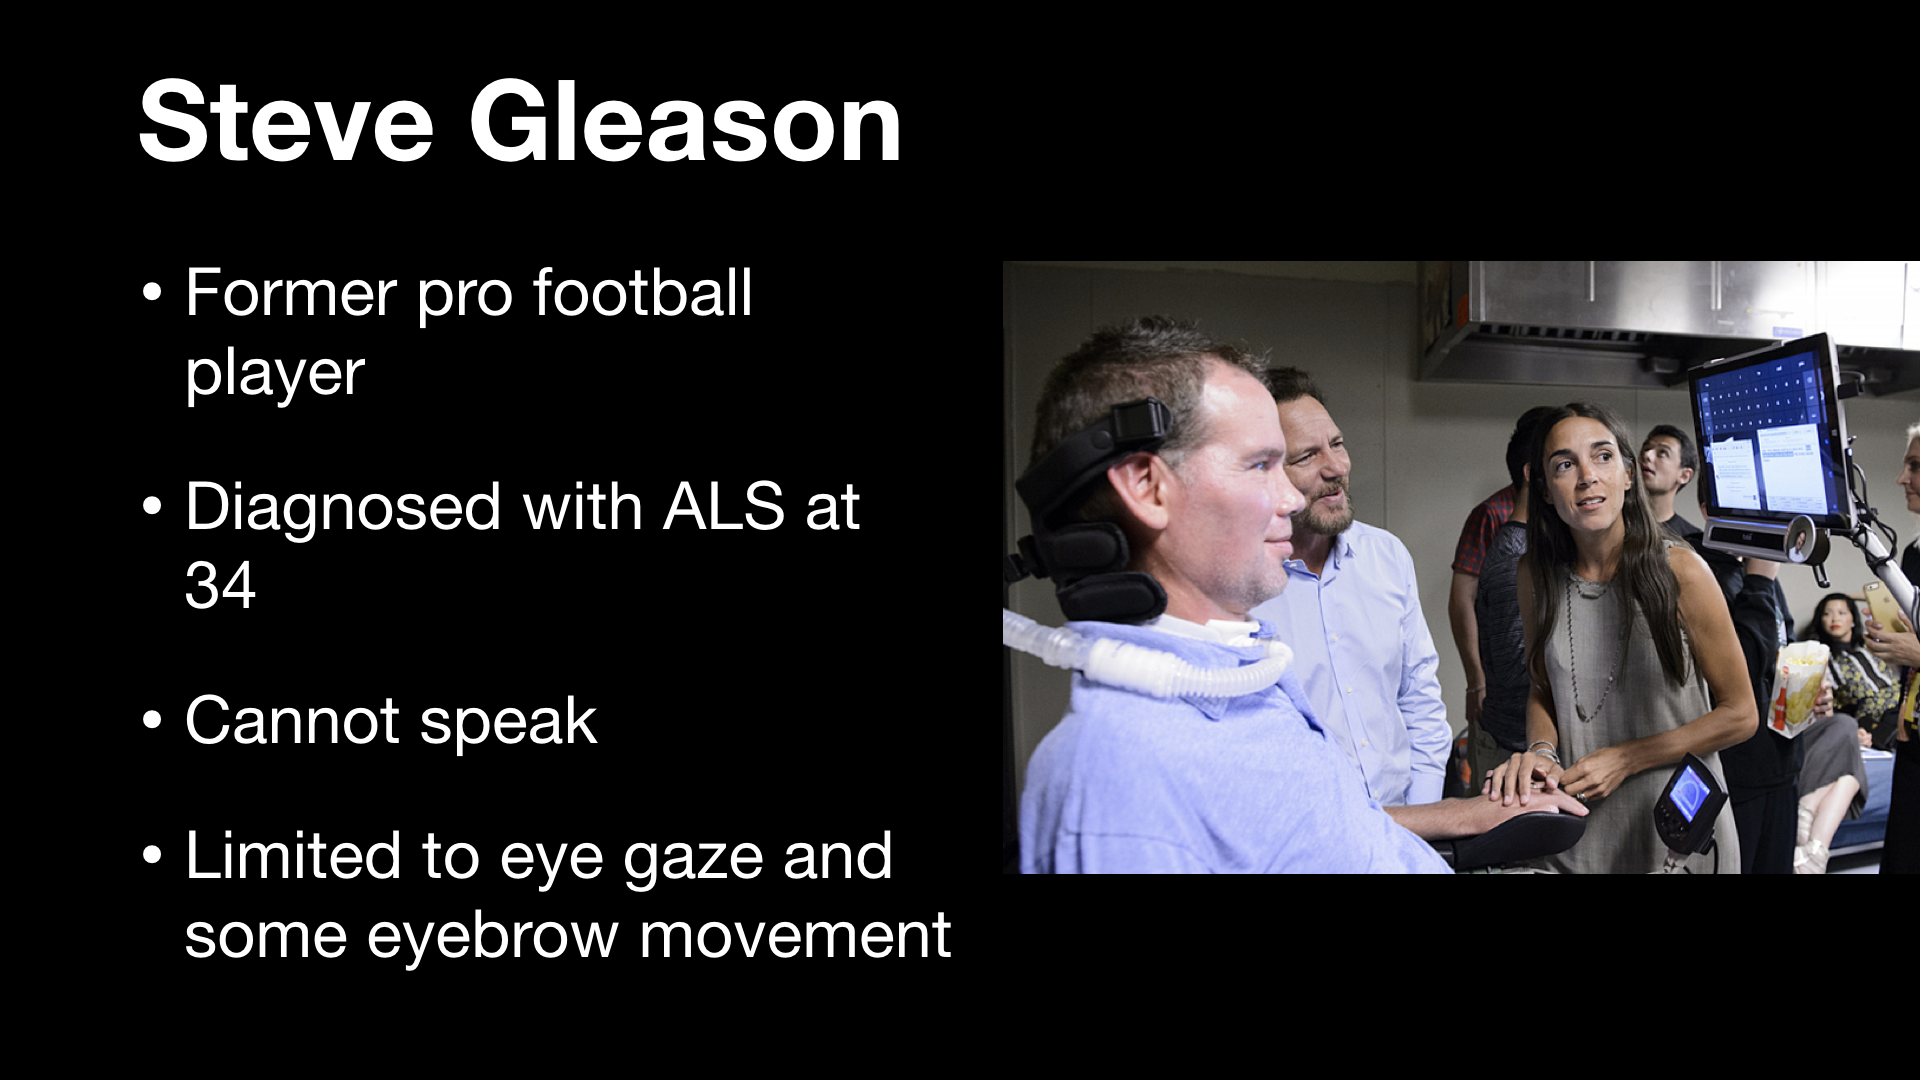 Steve Gleason
• Former pro football
player
• Diagnosed with ALS at
34
• Cannot speak
• Limited to eye gaze and
some eyebrow movement